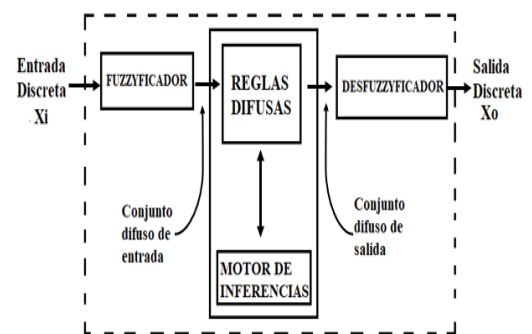 Entrada
Discreta
Xi
FUZZYFICADOR
REGLAS
DIFUSAS
DESFUZZYFICADOR
Salida
Discreta
Xo
Conjunto
difuso de
entrada
Conjunto
difuso de
salida
MOTOR DE
INFERENCIAS